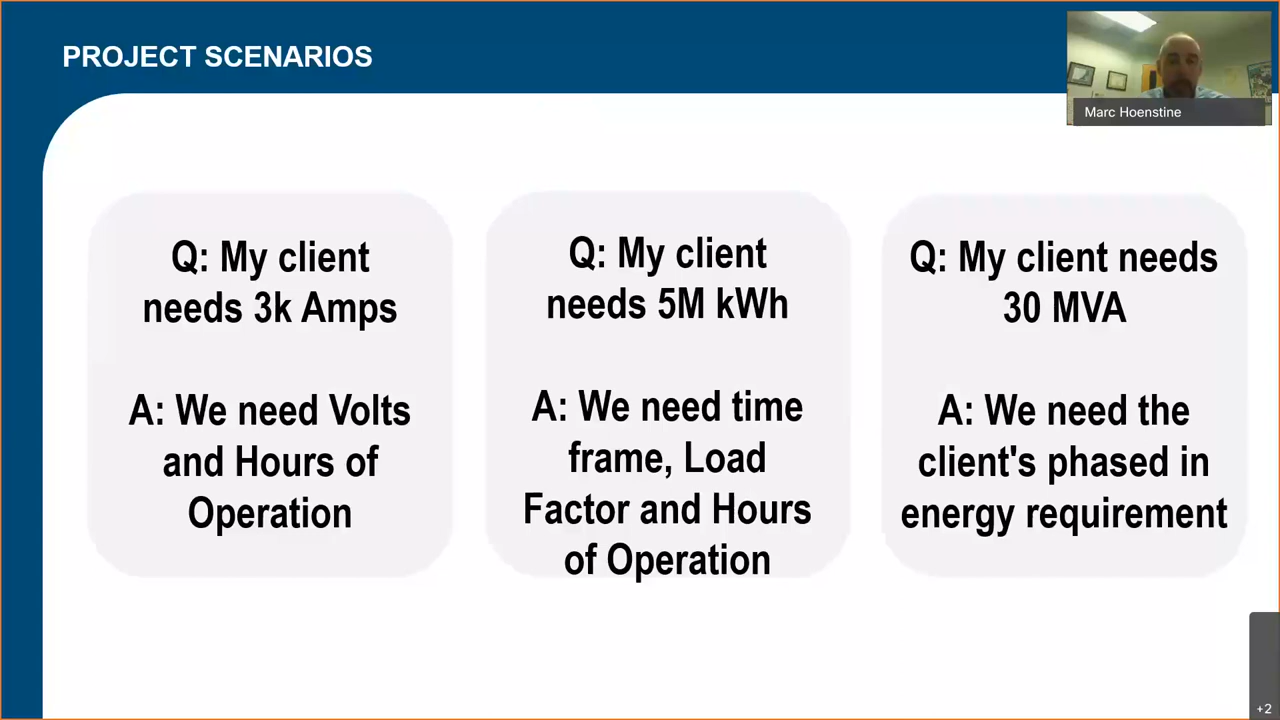 PROJECT SCENARIOS
Marc Hoenstine
Q: My client
needs 3k Amps
A: We need Volts
and Hours of
Operation
Q: My client
needs 5M kWh
A: We need time
frame, Load
Factor and Hours
of Operation
Q: My client needs
30 MVA
A: We need the
client's phased in
energy requirement
+2